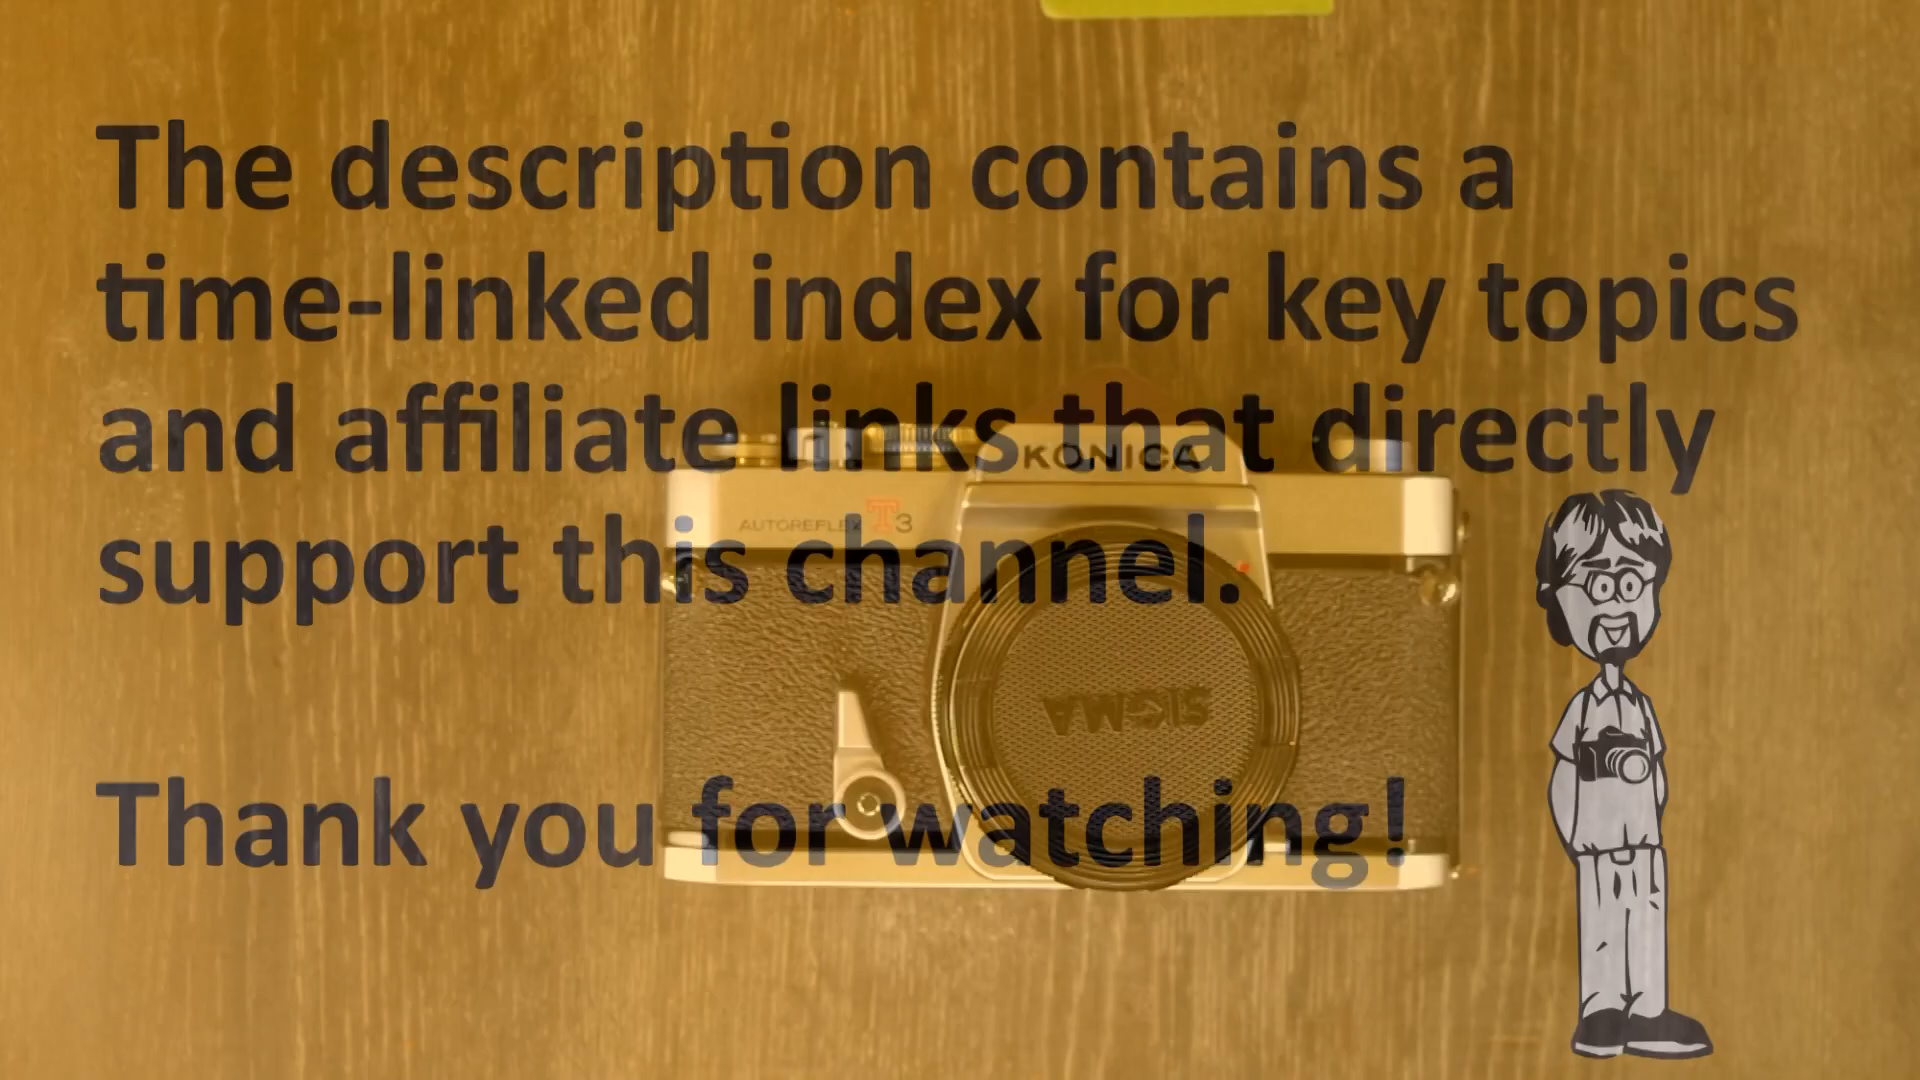 The description contains a
time-linked index for key topics
and affiliate links that directly
KONICA
AUTOREFLEX T3
support this channel.
SIGMA
Thank you for watching!